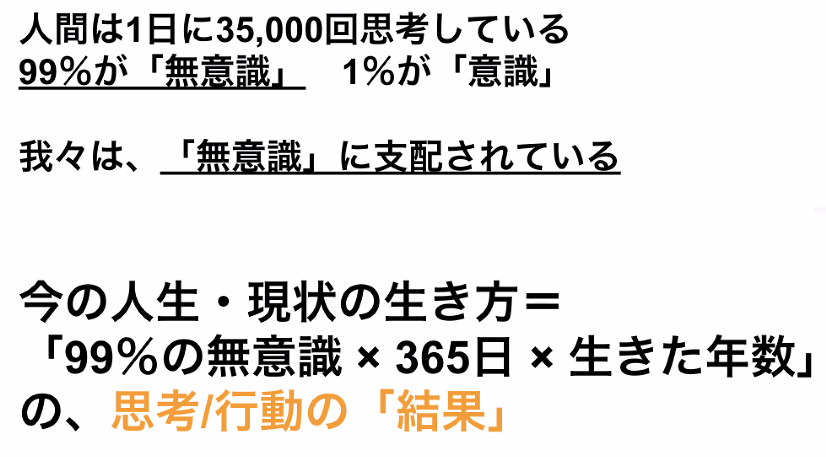 人間は1日に35,000回思考している
99％が「無意識」　1％が「意識」
我々は、「無意識」に支配されている
今の人生・現状の生き方＝
「99％の無意識 × 365日 × 生きた年数」
の、思考/行動の「結果」